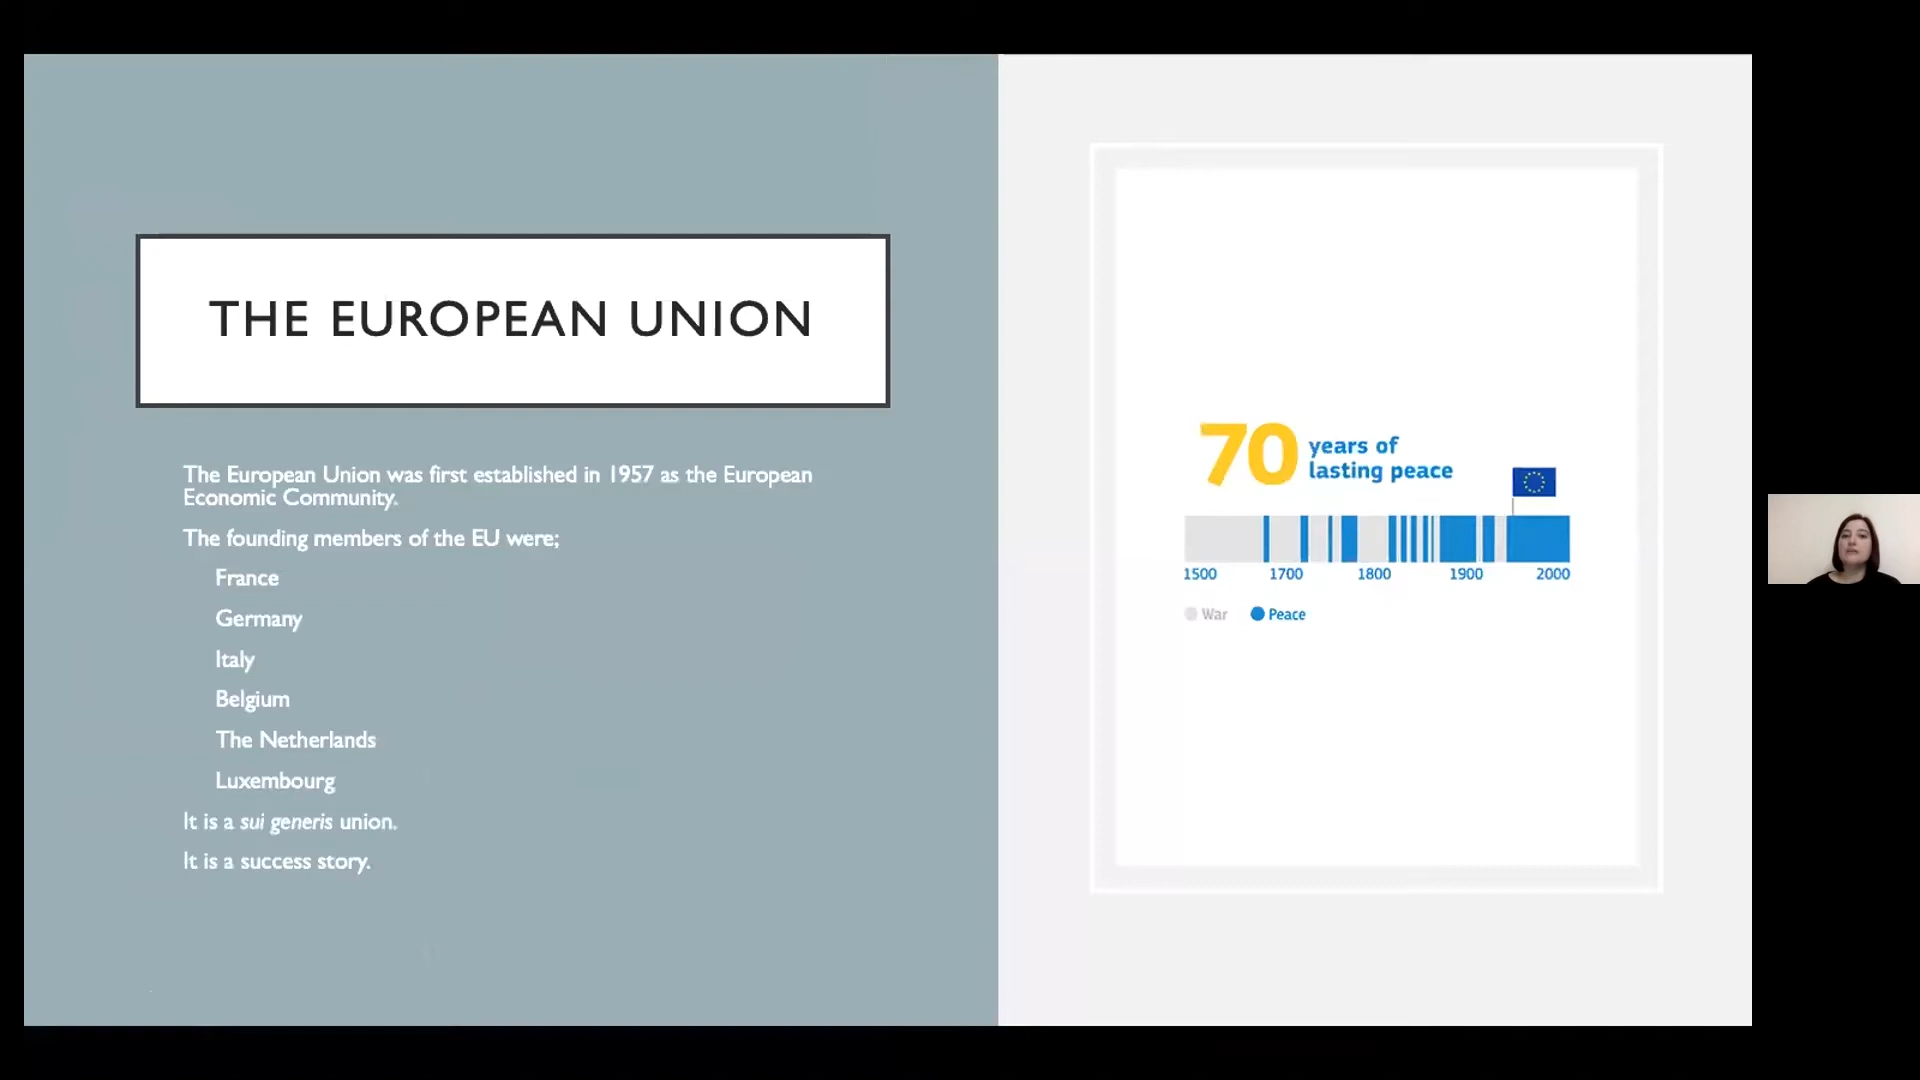 THE EUROPEAN UNION
The European Union was first established in 1957 as the European
Economic Community.
The founding members of the EU were;
France
Germany
Italy
Belgium
The Netherlands
Luxembourg
It is a sui generis union.
It is a success story.
70 years of
lasting peace
1500 1700 1800 1900 2000
War Peace